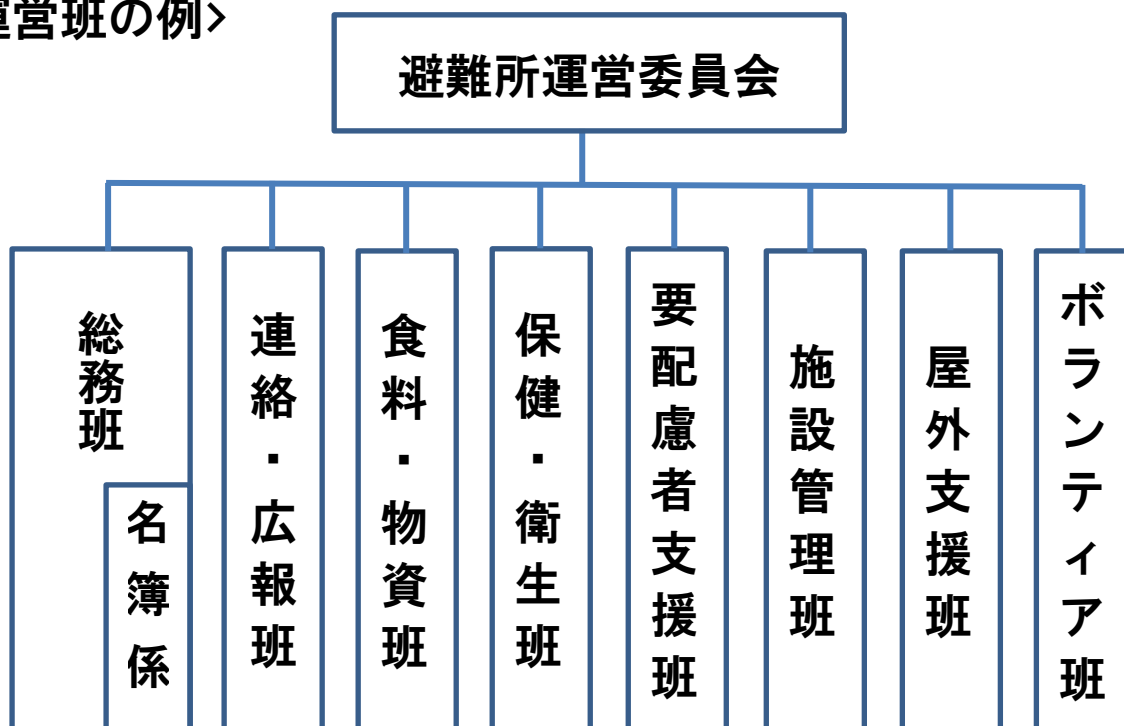 運営班の例>
避難所運営委員会
総務班
名簿係
連絡・広報班
食料・物資班
保健・衛生班
要配慮者支援班
施設管理班
屋外支援班
ボランティア班